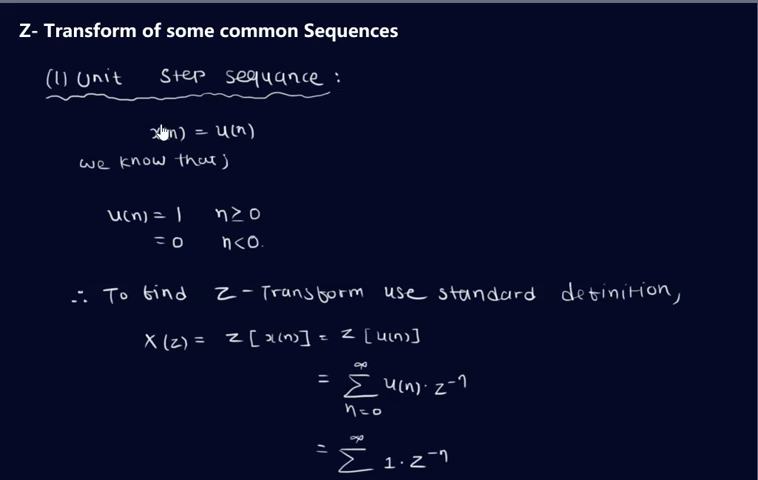 Z- Transform of some common Sequences
(1) Unit Step sequance :
x(n) = u(n)
we know that;
u(n) = 1 n ≥ 0
= 0 n < 0.
∴ To find Z - Transform use standard definition,
X(z) = Z [x(n)] = Z [u(n)]
= ∑_{n=0}^{∞} u(n) · z^{-n}
= ∑^{∞} 1 · z^{-n}